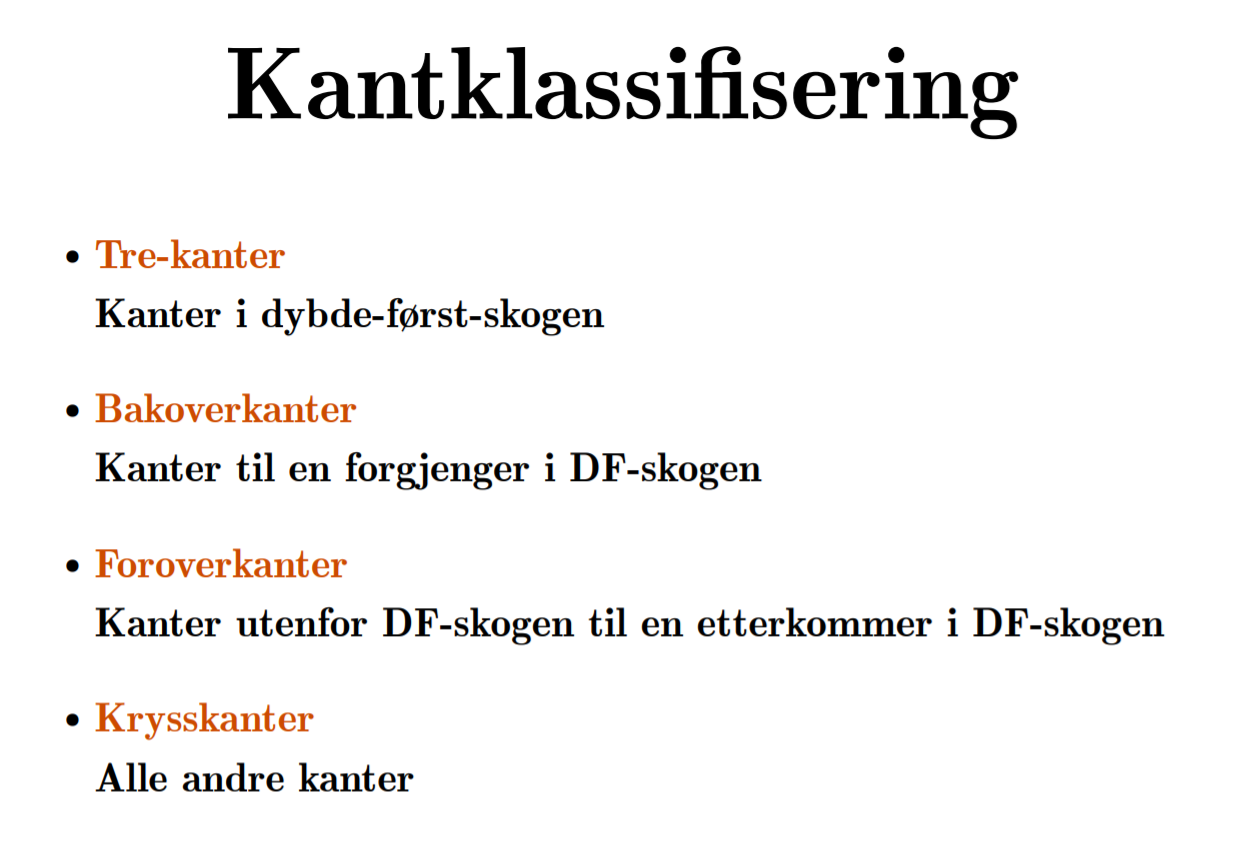 Kantklassifisering
• Tre-kanter
Kanter i dybde-først-skogen
• Bakoverkanter
Kanter til en forgjenger i DF-skogen
• Foroverkanter
Kanter utenfor DF-skogen til en etterkommer i DF-skogen
• Krysskanter
Alle andre kanter